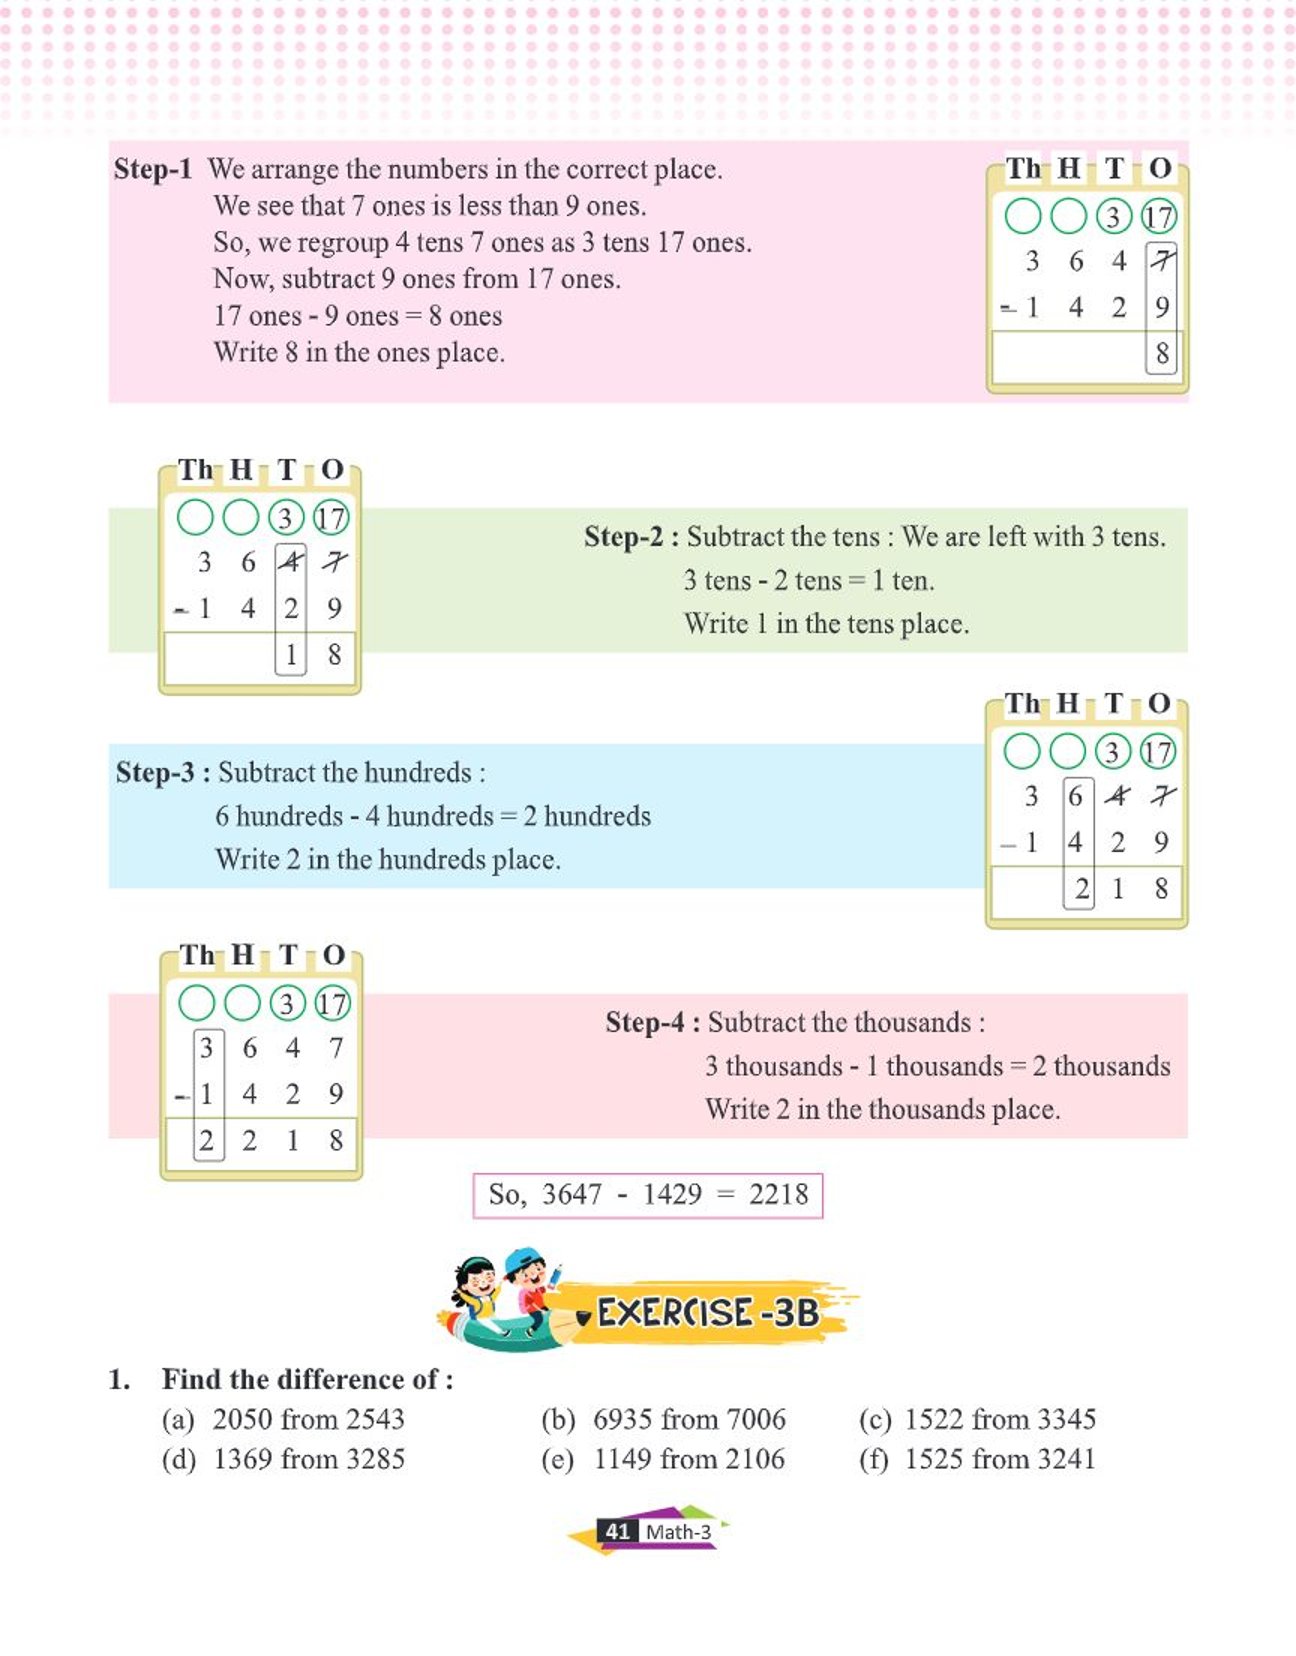 Step-1 We arrange the numbers in the correct place.
We see that 7 ones is less than 9 ones.
So, we regroup 4 tens 7 ones as 3 tens 17 ones.
Now, subtract 9 ones from 17 ones.
17 ones - 9 ones = 8 ones
Write 8 in the ones place.
Th H T O
3 17
3 6 4 7
- 1 4 2 9
8
Th H T O
3 17
3 6 4 7
- 1 4 2 9
1 8
Step-2 : Subtract the tens : We are left with 3 tens.
3 tens - 2 tens = 1 ten.
Write 1 in the tens place.
Step-3 : Subtract the hundreds :
6 hundreds - 4 hundreds = 2 hundreds
Write 2 in the hundreds place.
Th H T O
3 17
3 6 4 7
- 1 4 2 9
2 1 8
Th H T O
3 17
3 6 4 7
- 1 4 2 9
2 2 1 8
Step-4 : Subtract the thousands :
3 thousands - 1 thousands = 2 thousands
Write 2 in the thousands place.
So, 3647 - 1429 = 2218
EXERCISE -3B
1. Find the difference of :
(a) 2050 from 2543 (b) 6935 from 7006 (c) 1522 from 3345
(d) 1369 from 3285 (e) 1149 from 2106 (f) 1525 from 3241
41 Math-3